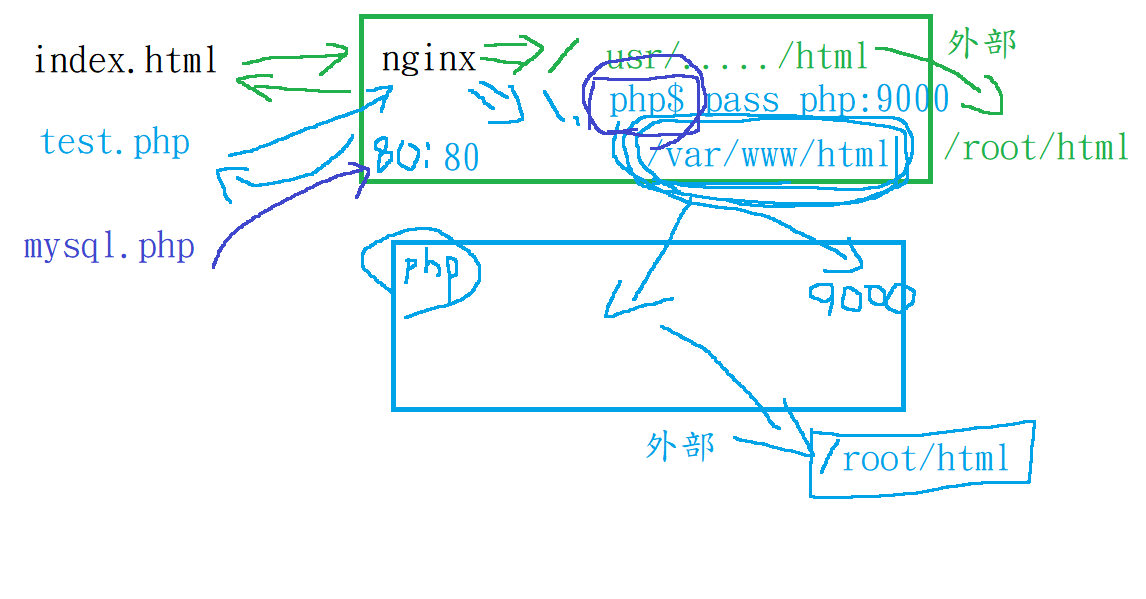 index.html
nginx
/ usr/....../html
外部
\. php$ pass php:9000
test.php
80:80
/var/www/html
/root/html
mysql.php
php
9000
外部
/root/html